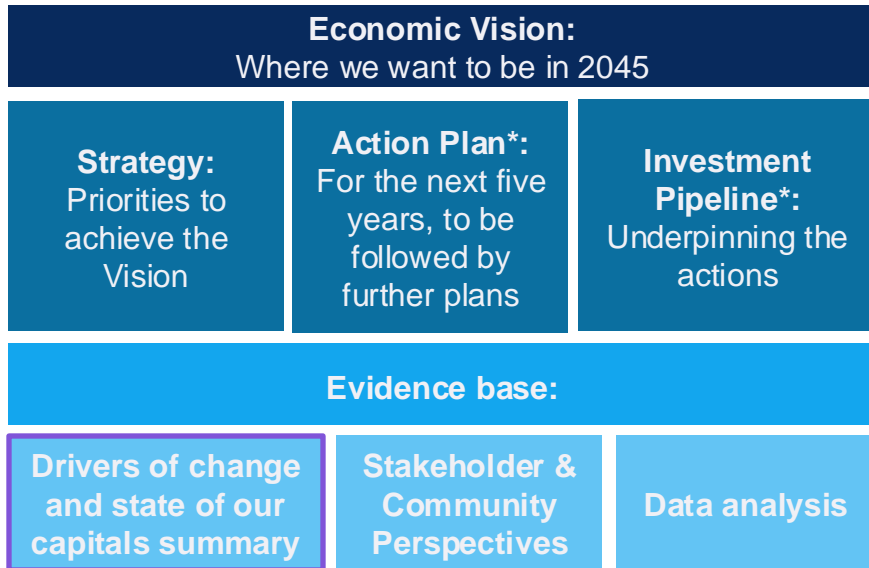 Economic Vision:
Where we want to be in 2045
Strategy:
Priorities to
achieve the
Vision
Action Plan*:
For the next five
years, to be
followed by
further plans
Investment
Pipeline*:
Underpinning the
actions
Evidence base:
Drivers of change
and state of our
capitals summary
Stakeholder &
Community
Perspectives
Data analysis